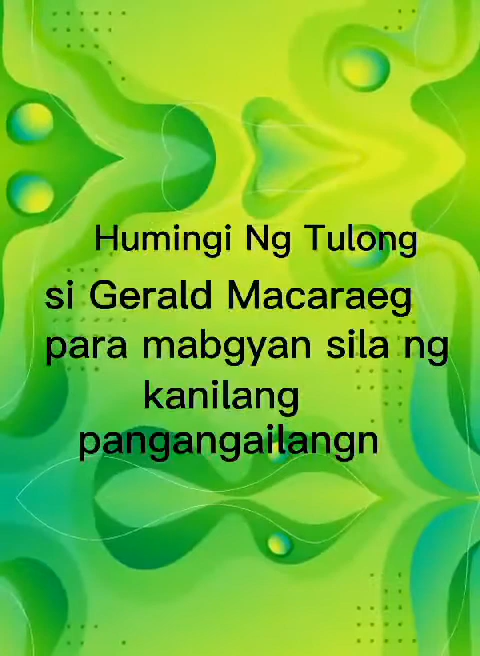 Humingi Ng Tulong
si Gerald Macaraeg
para mabgyan sila ng
kanilang
pangangailangn